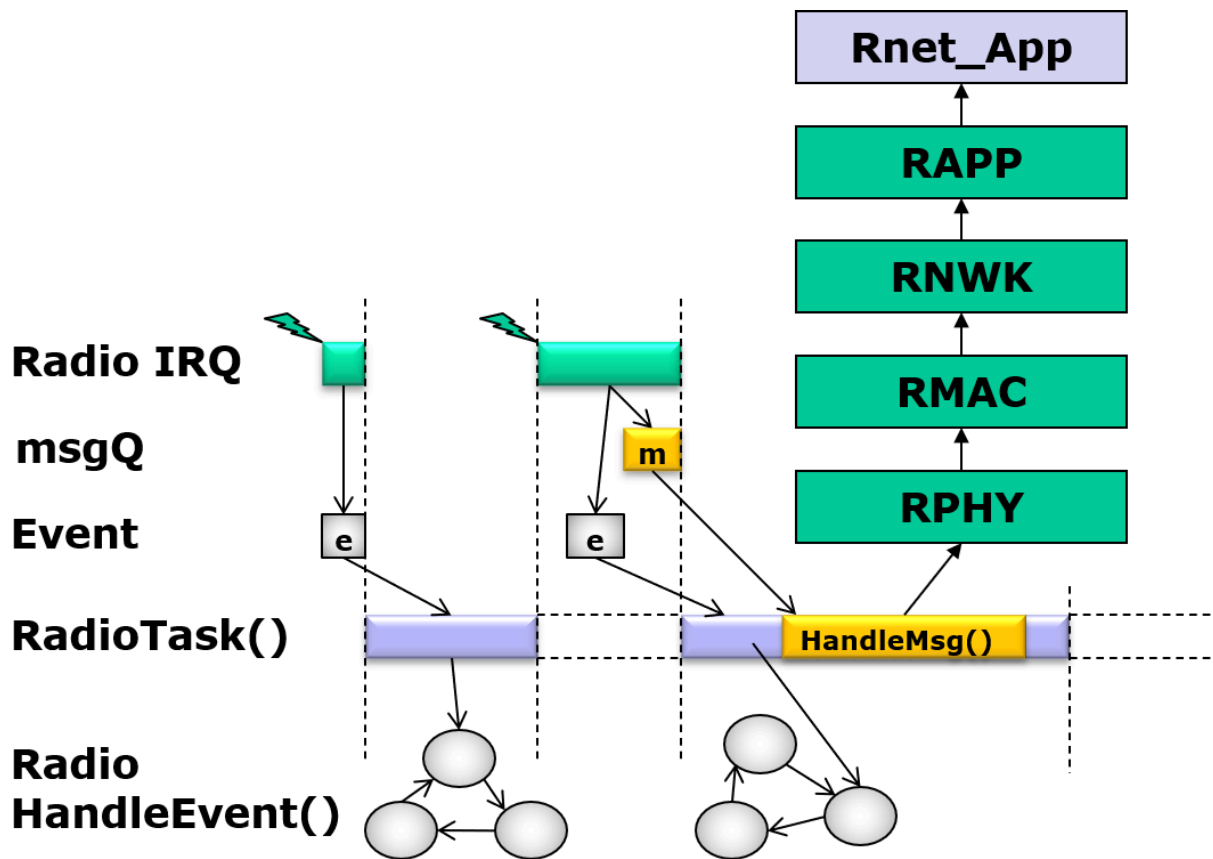 Rnet_App
RAPP
RNWK
Radio IRQ
RMAC
msgQ
m
RPHY
Event
e
e
RadioTask()
HandleMsg()
Radio
HandleEvent()